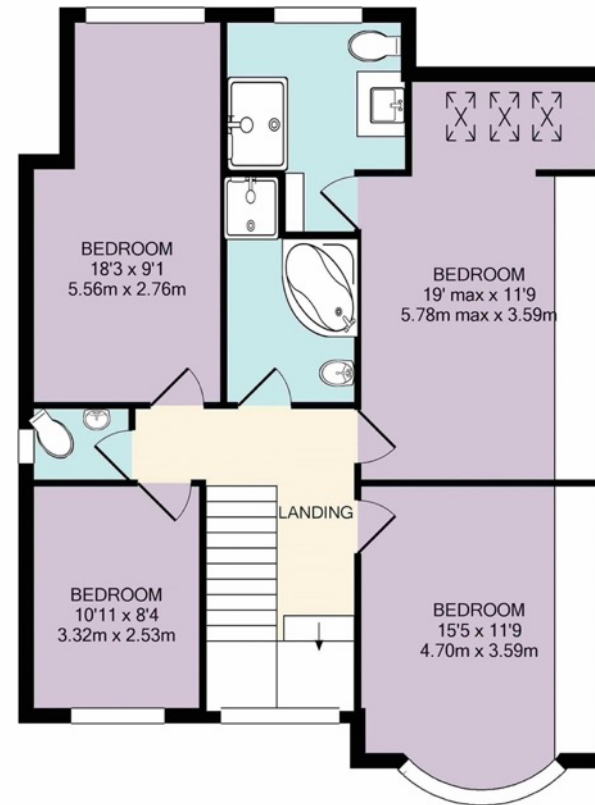 BEDROOM
18'3 x 9'1
5.56m x 2.76m
BEDROOM
19' max x 11'9
5.78m max x 3.59m
LANDING
BEDROOM
10'11 x 8'4
3.32m x 2.53m
BEDROOM
15'5 x 11'9
4.70m x 3.59m